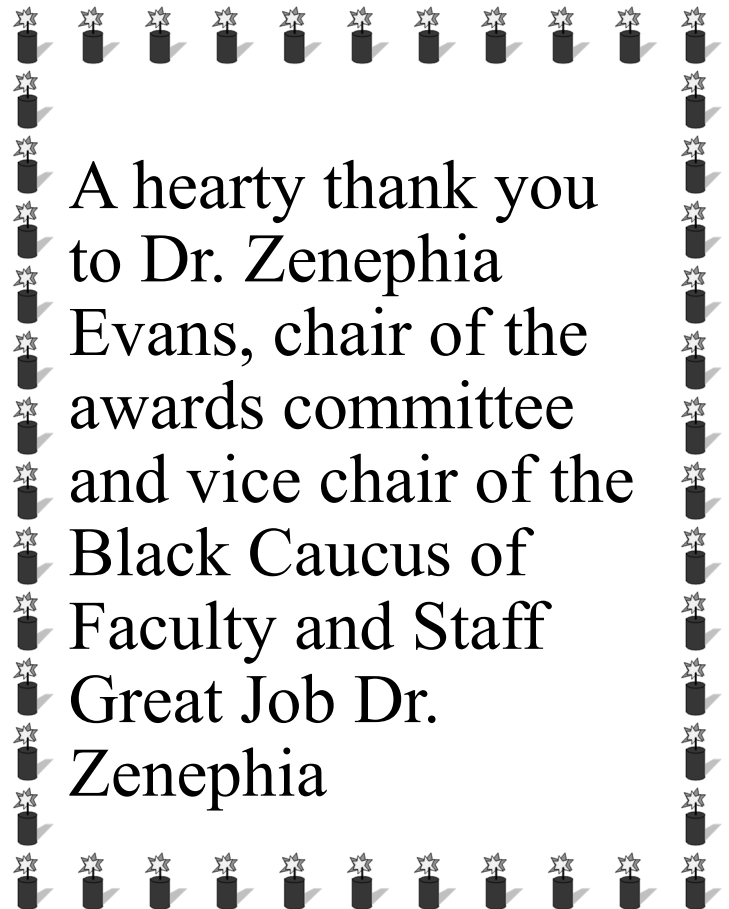 A hearty thank you
to Dr. Zenephia
Evans, chair of the
awards committee
and vice chair of the
Black Caucus of
Faculty and Staff
Great Job Dr.
Zenephia